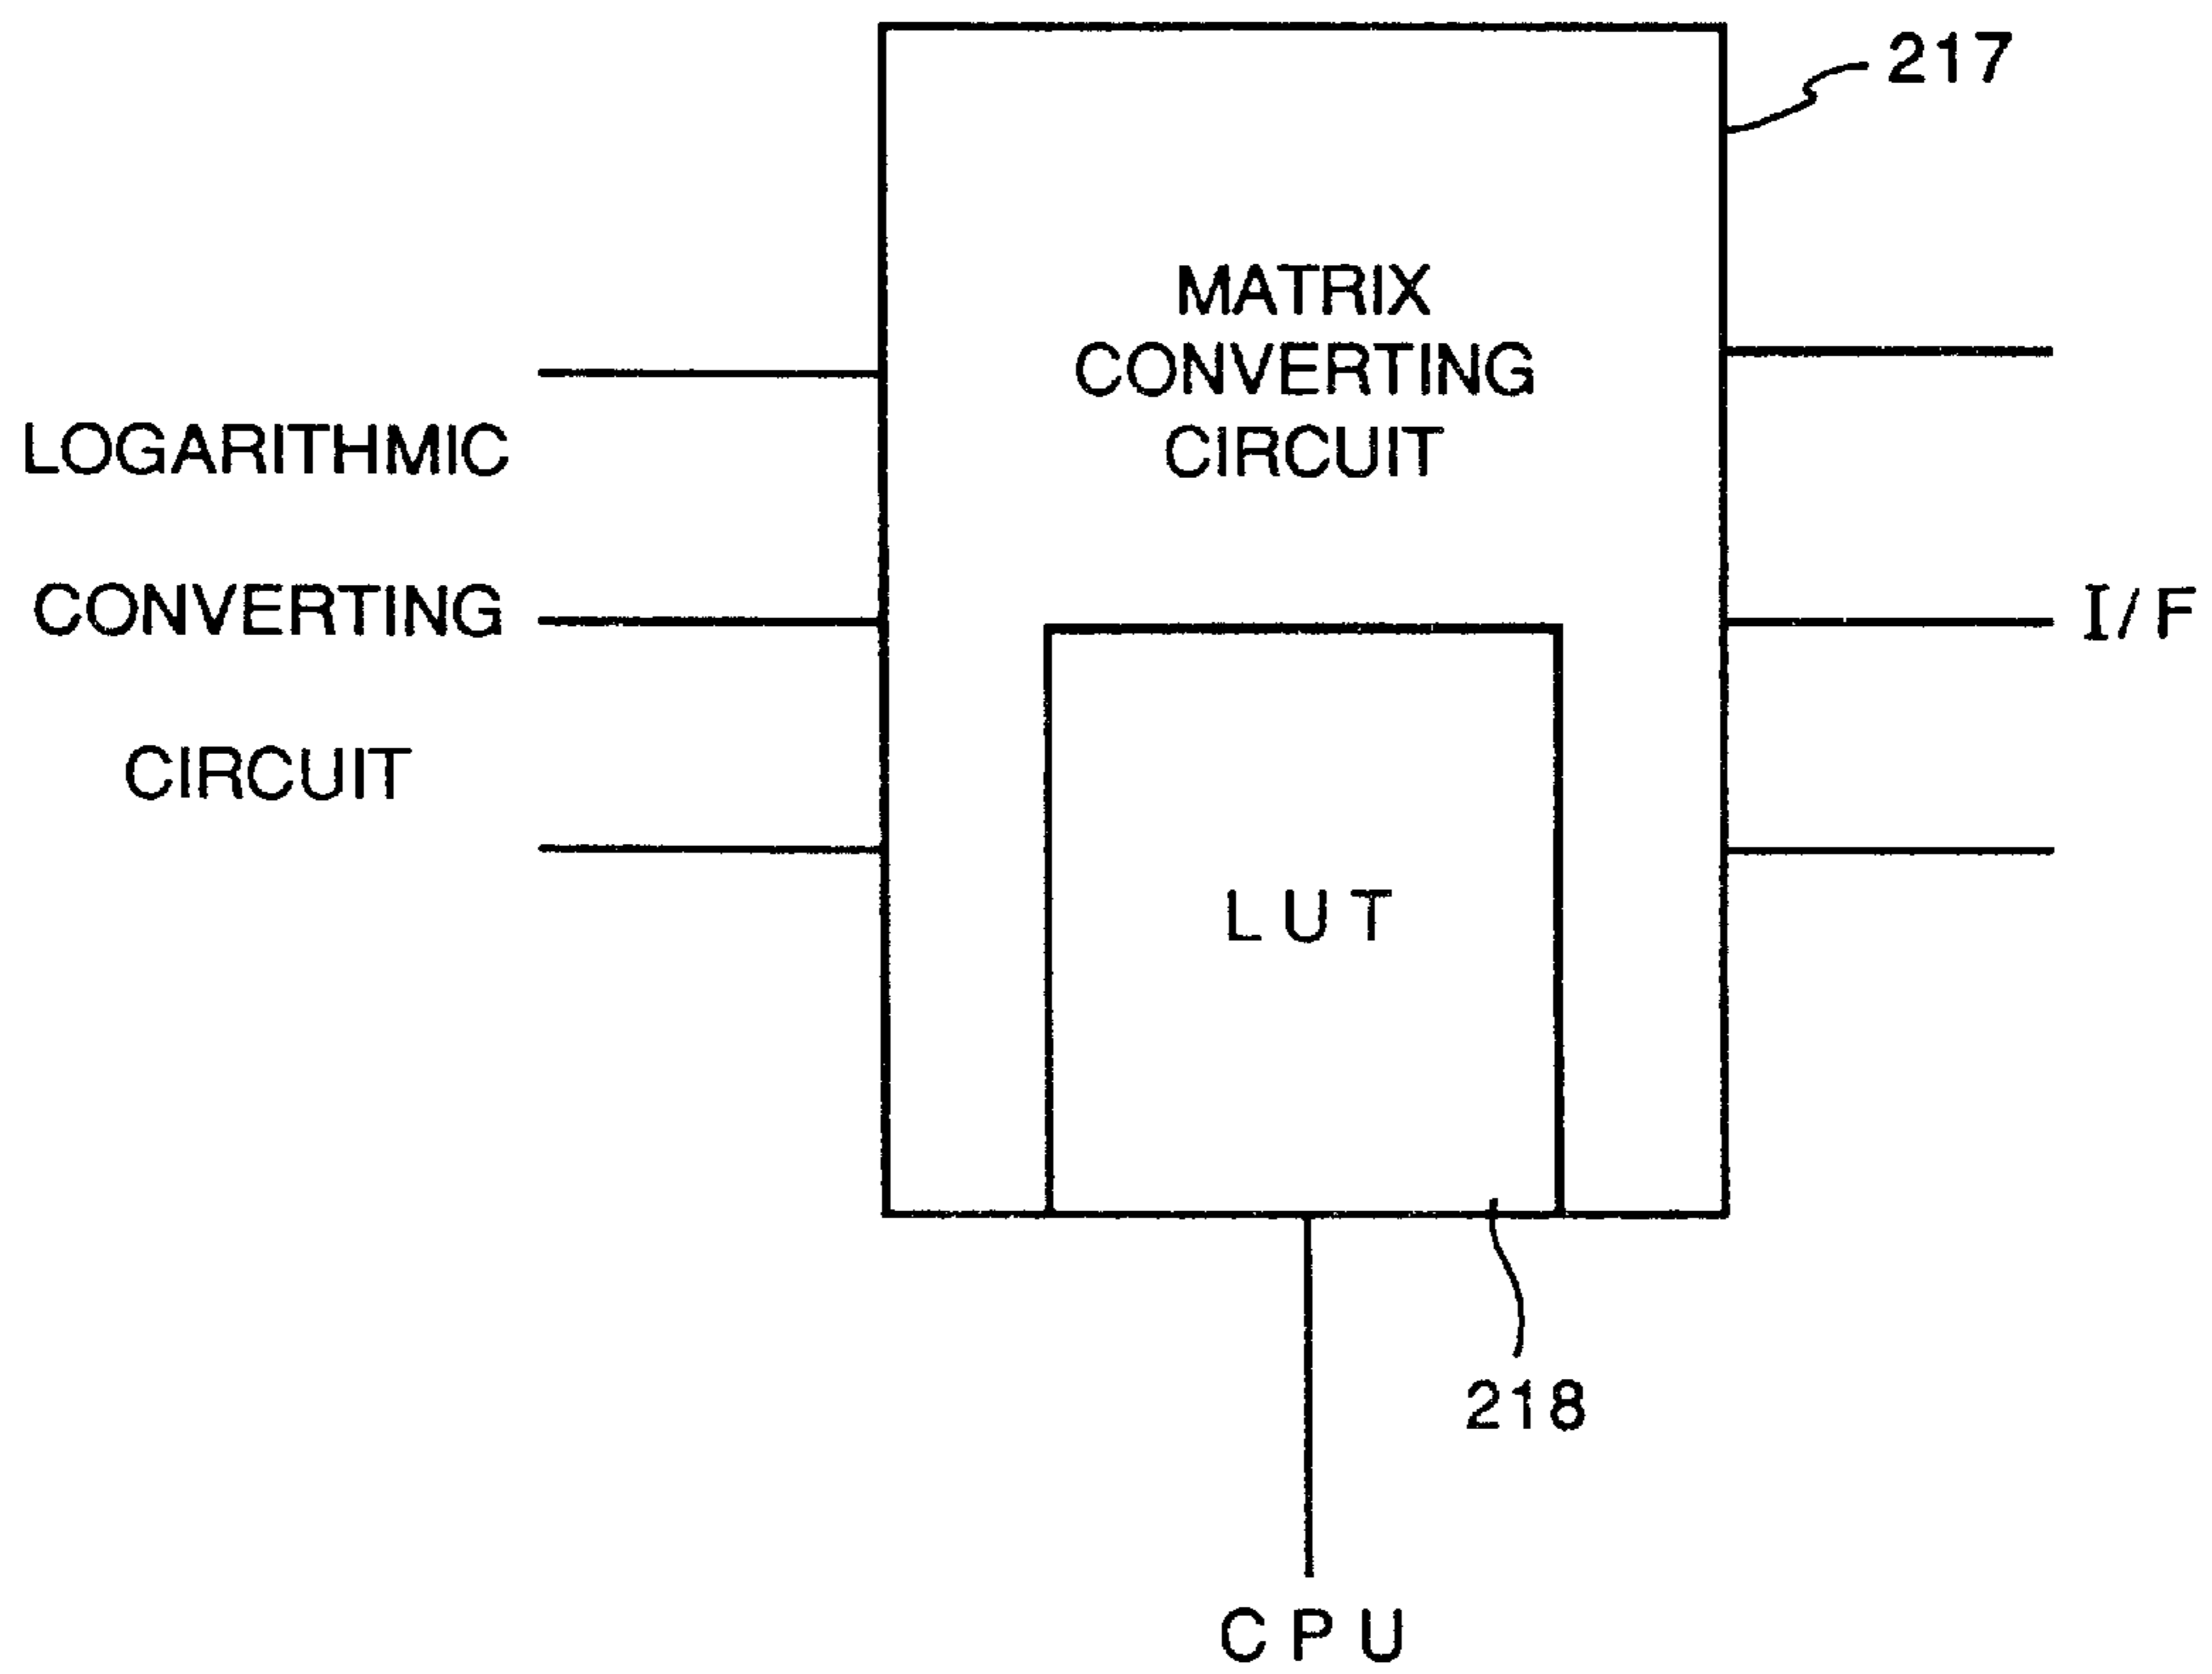 217
MATRIX
CONVERTING
CIRCUIT
LOGARITHMIC
CONVERTING
CIRCUIT
I/F
LUT
218
CPU